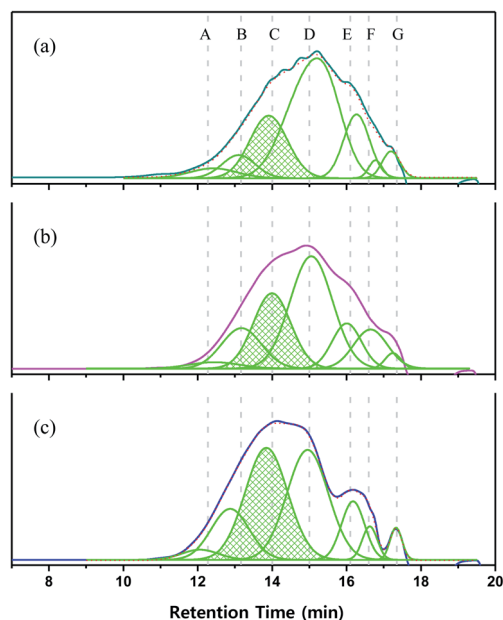 (a) A B C D E F G
(b)
(c)
8 10 12 14 16 18 20
Retention Time (min)